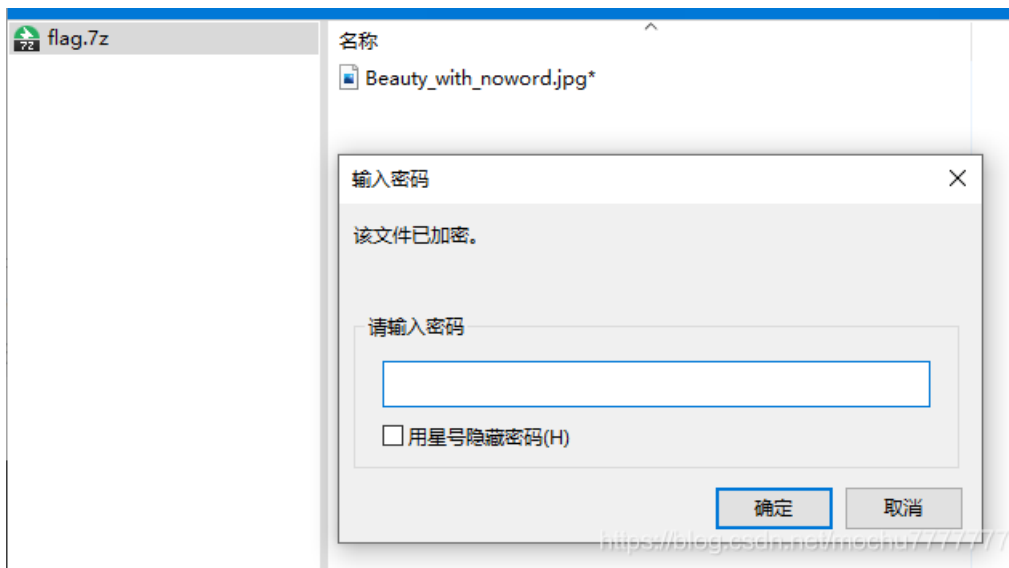 flag.7z
名称
Beauty_with_noword.jpg*
输入密码
该文件已加密。
请输入密码
用星号隐藏密码(H)
确定
取消
https://blog.csdn.net/mochu7777777